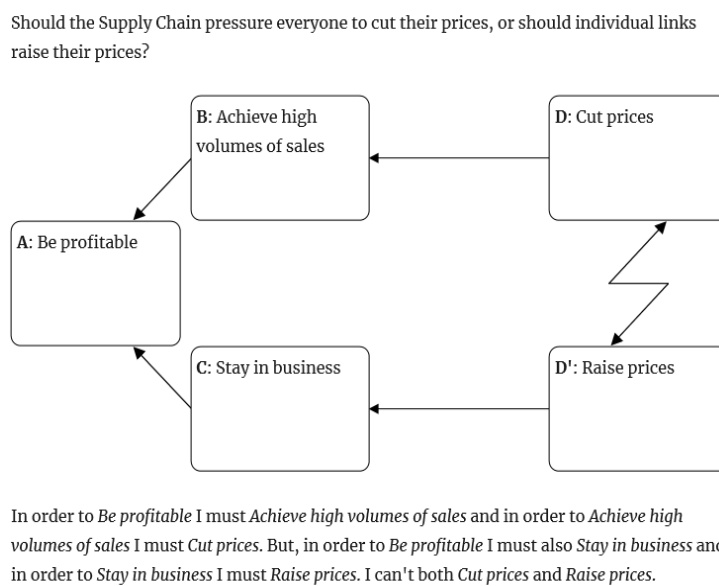 Should the Supply Chain pressure everyone to cut their prices, or should individual links
raise their prices?
B: Achieve high
volumes of sales
D: Cut prices
A: Be profitable
C: Stay in business
D': Raise prices
In order to Be profitable I must Achieve high volumes of sales and in order to Achieve high
volumes of sales I must Cut prices. But, in order to Be profitable I must also Stay in business
in order to Stay in business I must Raise prices. I can't both Cut prices and Raise prices.